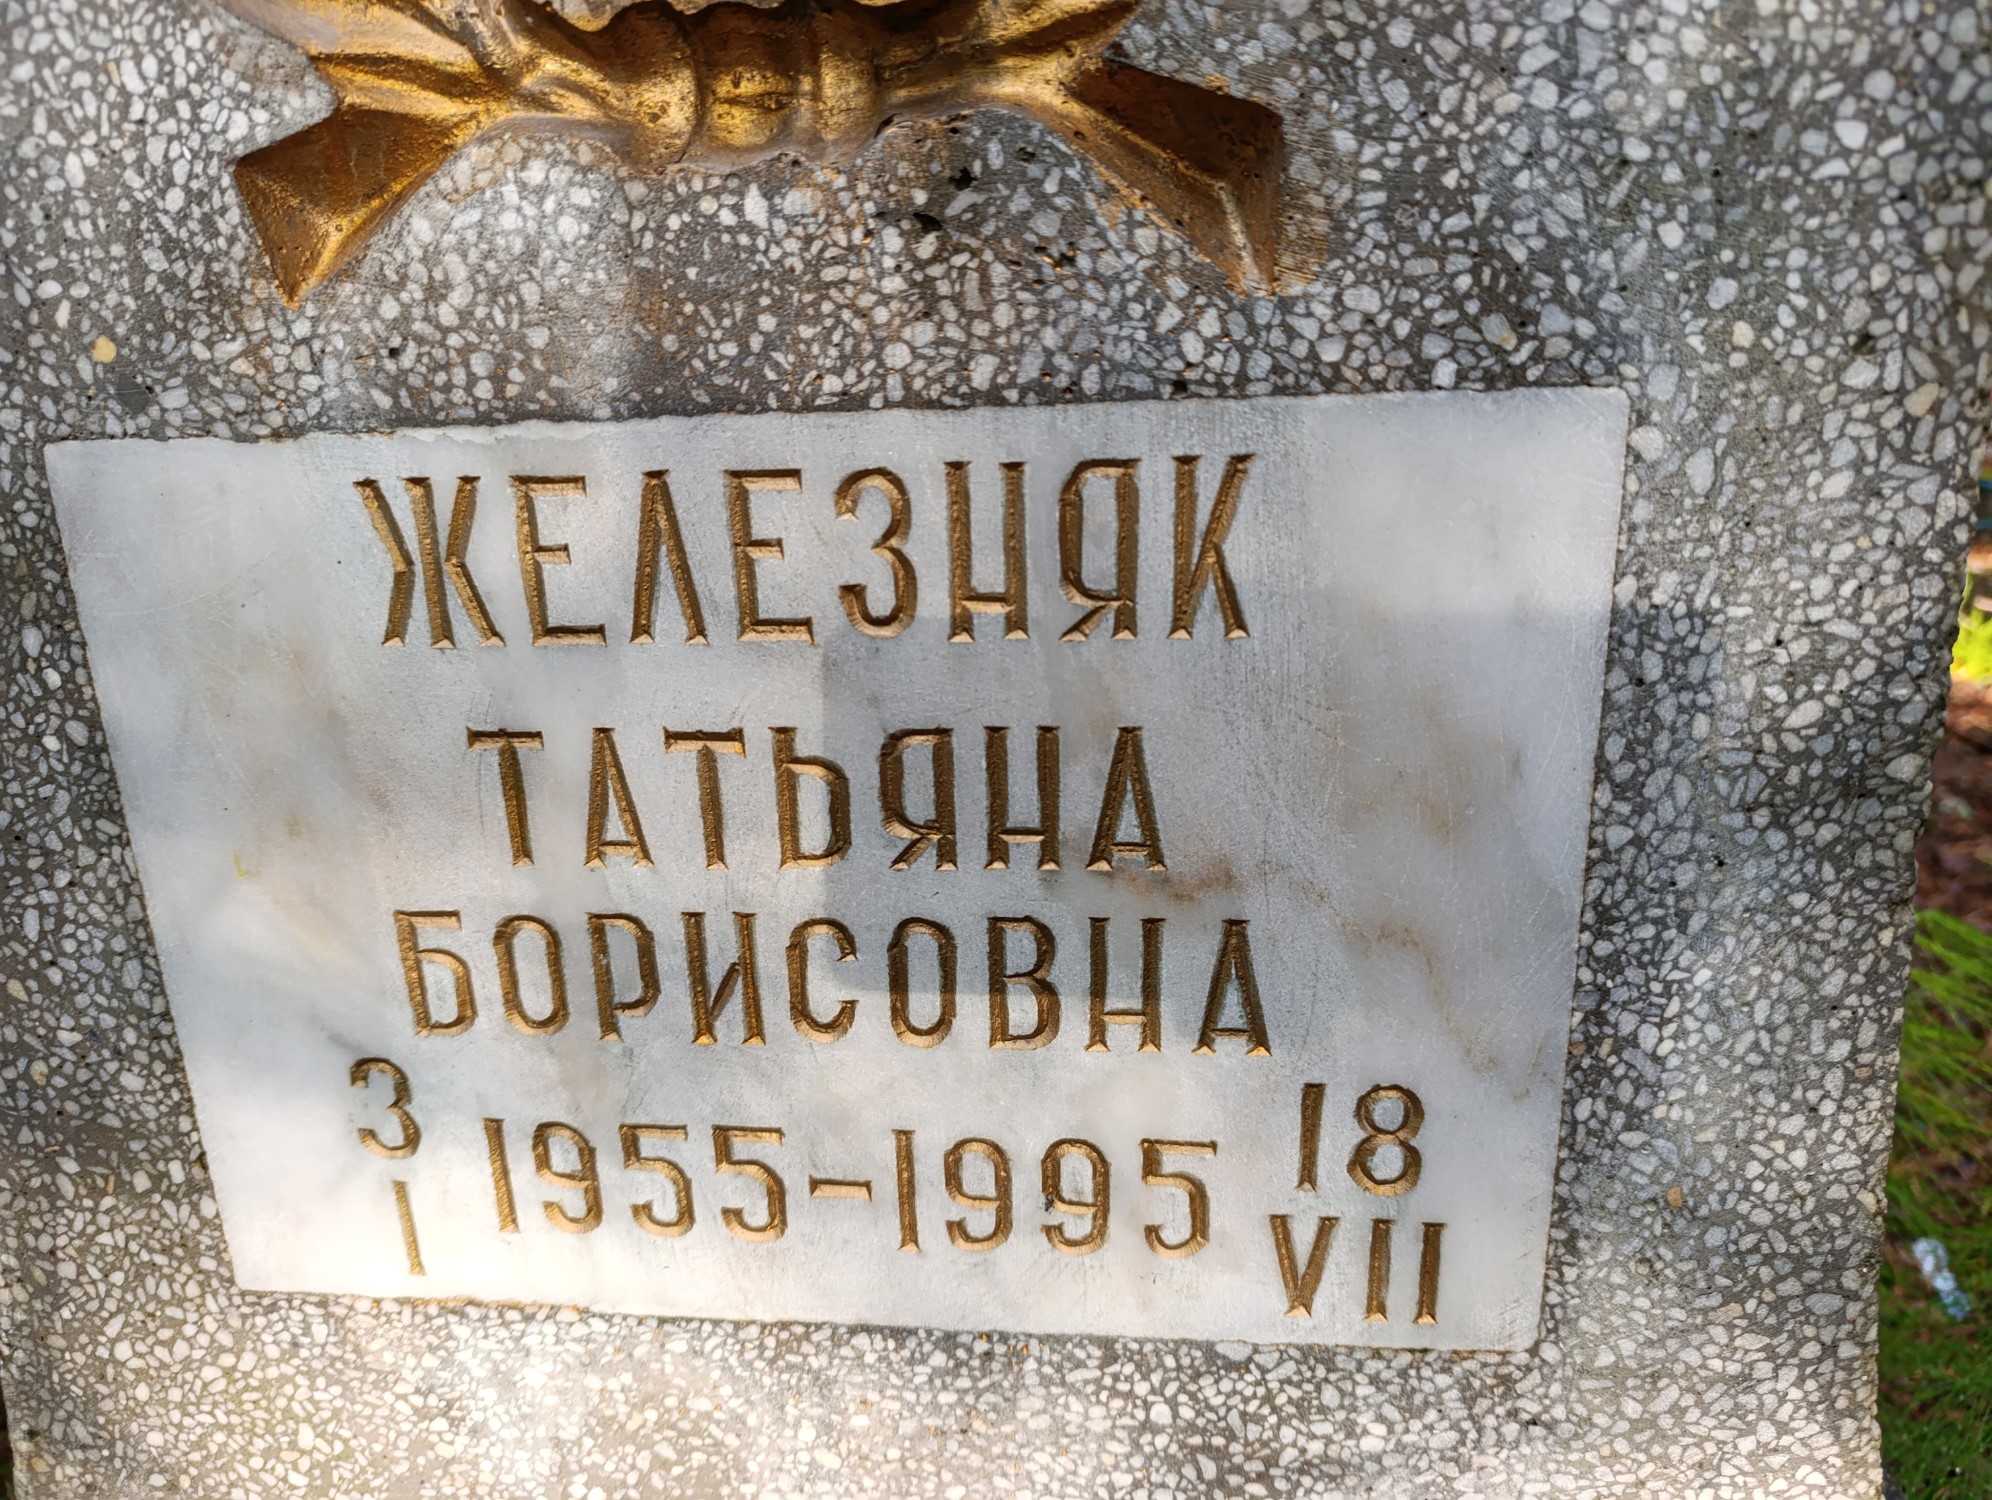 ЖЕЛЕЗНЯК
ТАТЬЯНА
БОРИСОВНА
3 I 1955-1995 18 VII